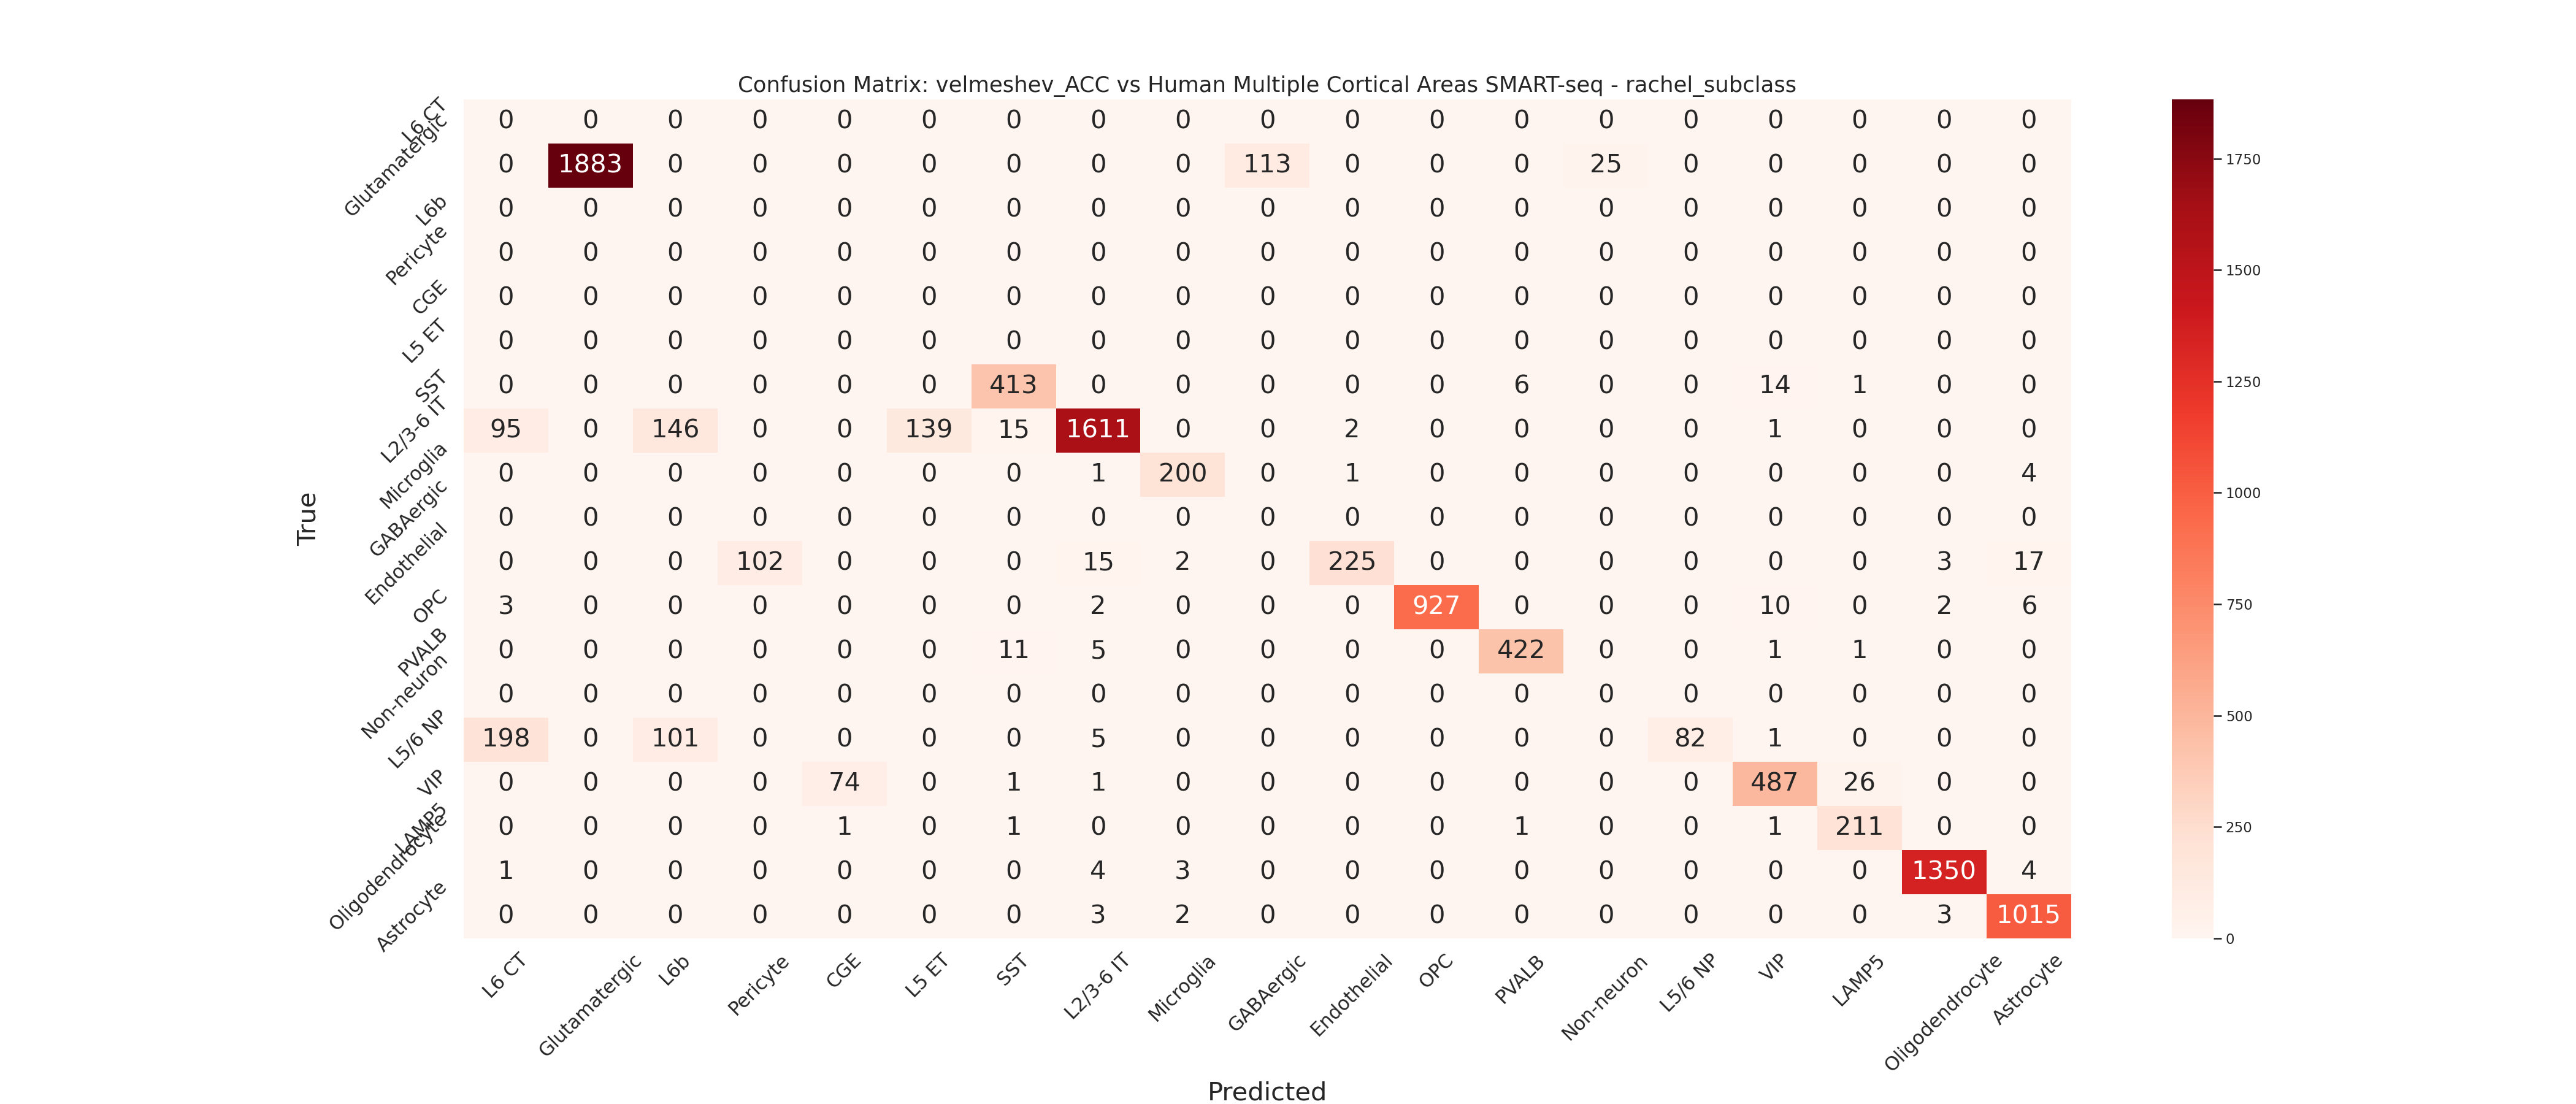 Confusion Matrix: velmeshev_ACC vs Human Multiple Cortical Areas SMART-seq - rachel_subclass
L6 CT 0 0 0 0 0 0 0 0 0 0 0 0 0 0 0 0 0 0 0
Glutamatergic 0 1883 0 0 0 0 0 0 0 113 0 0 0 25 0 0 0 0 0
L6b 0 0 0 0 0 0 0 0 0 0 0 0 0 0 0 0 0 0 0
Pericyte 0 0 0 0 0 0 0 0 0 0 0 0 0 0 0 0 0 0 0
CGE 0 0 0 0 0 0 0 0 0 0 0 0 0 0 0 0 0 0 0
L5 ET 0 0 0 0 0 0 0 0 0 0 0 0 0 0 0 0 0 0 0
SST 0 0 0 0 0 0 413 0 0 0 0 0 6 0 0 14 1 0 0
L2/3-6 IT 95 0 146 0 0 139 15 1611 0 0 2 0 0 0 0 1 0 0 0
Microglia 0 0 0 0 0 0 0 1 200 0 1 0 0 0 0 0 0 0 4
GABAergic 0 0 0 0 0 0 0 0 0 0 0 0 0 0 0 0 0 0 0
Endothelial 0 0 0 102 0 0 0 15 2 0 225 0 0 0 0 0 0 3 17
OPC 3 0 0 0 0 0 0 2 0 0 0 927 0 0 0 10 0 2 6
PVALB 0 0 0 0 0 0 11 5 0 0 0 0 422 0 0 1 1 0 0
Non-neuron 0 0 0 0 0 0 0 0 0 0 0 0 0 0 0 0 0 0 0
L5/6 NP 198 0 101 0 0 0 0 5 0 0 0 0 0 0 82 1 0 0 0
VIP 0 0 0 0 74 0 1 1 0 0 0 0 0 0 0 487 26 0 0
LAMP5 0 0 0 0 1 0 1 0 0 0 0 0 1 0 0 1 211 0 0
Oligodendrocyte 1 0 0 0 0 0 0 4 3 0 0 0 0 0 0 0 0 1350 4
Astrocyte 0 0 0 0 0 0 0 3 2 0 0 0 0 0 0 0 0 3 1015
True
L6 CT Glutamatergic L6b Pericyte CGE L5 ET SST L2/3-6 IT Microglia GABAergic Endothelial OPC PVALB Non-neuron L5/6 NP VIP LAMP5 Oligodendrocyte Astrocyte
Predicted
1750
1500
1250
1000
750
500
250
0